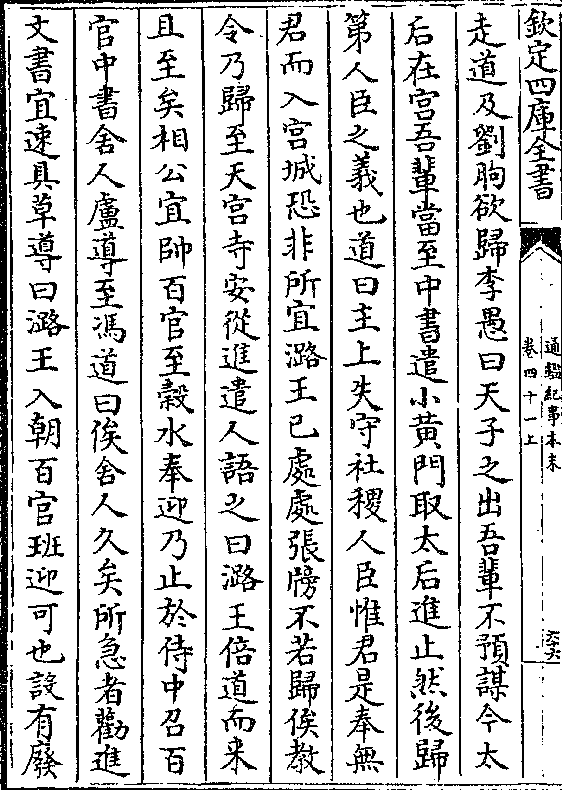 欽定四庫全書
通鑑紀事本末
卷四十一上
六六
走道及劉昫欲歸李愚曰天子之出吾輩不預謀今太
后在宫吾輩當至中書遣小黄門取太后進止然後歸
第人臣之義也道曰主上失守社稷人臣惟君是奉無
君而入宫城恐非所宜潞王已處處張牓不若歸俟教
令乃歸至天宫寺安從進遣人語之曰潞王倍道而来
且至矣相公宜帥百官至榖水奉迎乃止於侍中召百
官中書舍人盧導至馮道曰俟舍人久矣所急者勸進
文書宜速具草導曰潞王入朝百官班迎可也設有廢